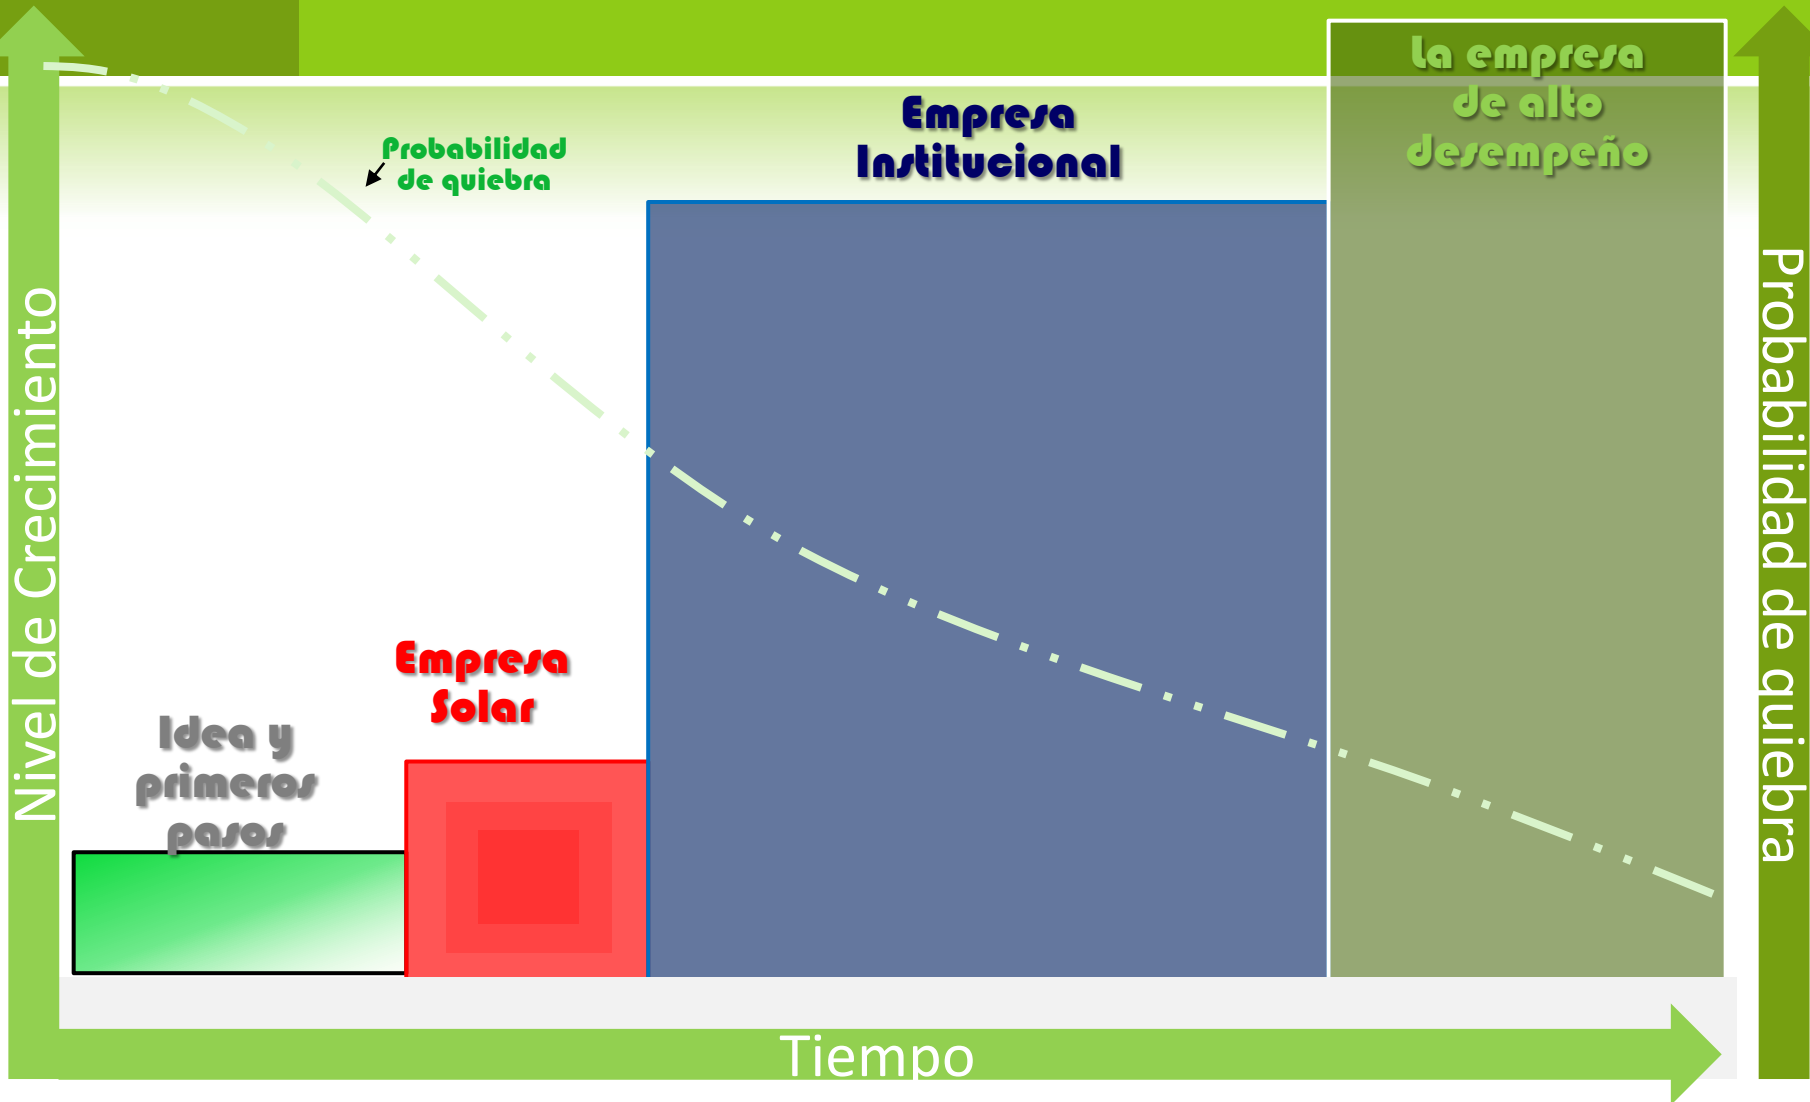 La empresa
de alto
desempeño
Empresa
Institucional
Probabilidad
de quiebra
Empresa
Solar
Idea y
primeros
pasos
Nivel de Crecimiento
Probabilidad de quiebra
Tiempo